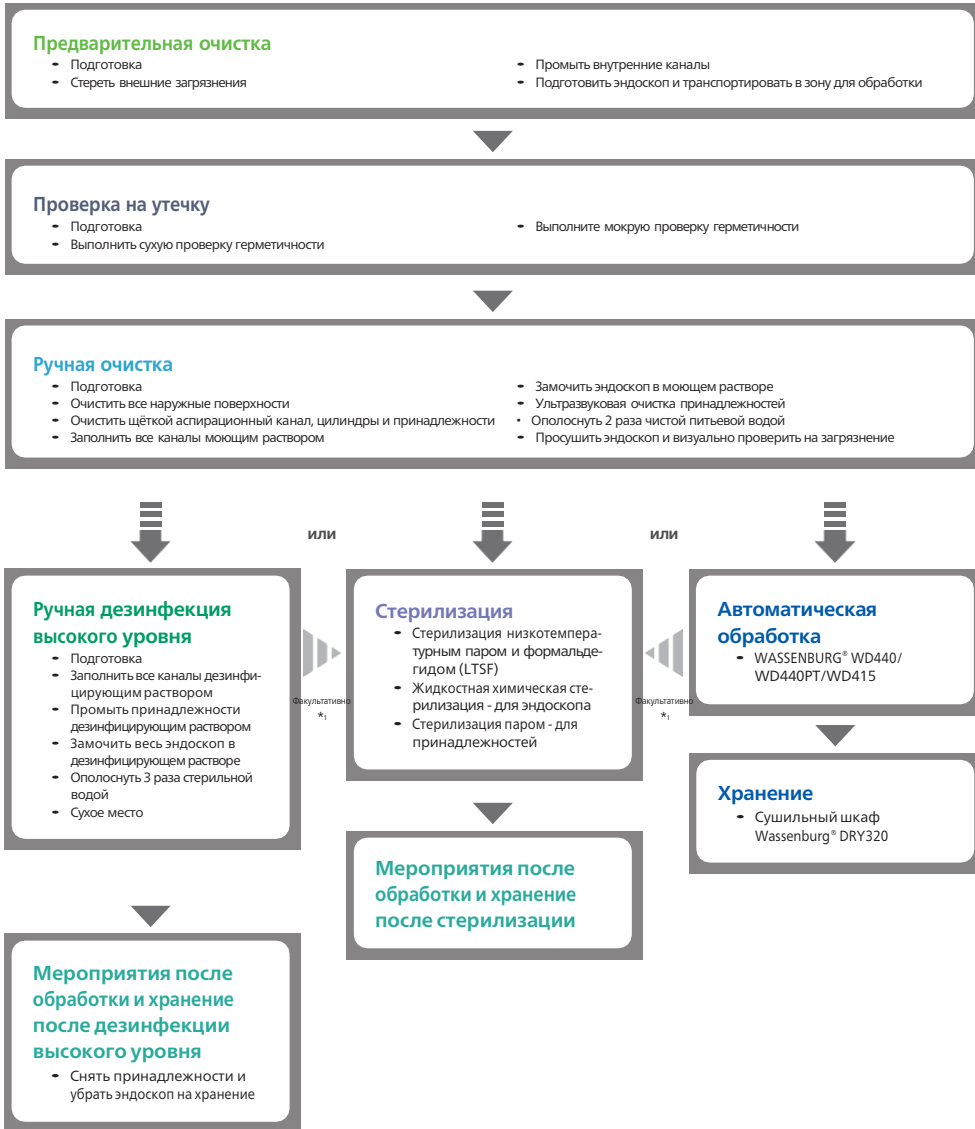 Предварительная очистка
• Подготовка
• Стереть внешние загрязнения
• Промыть внутренние каналы
• Подготовить эндоскоп и транспортировать в зону для обработки
Проверка на утечку
• Подготовка
• Выполнить сухую проверку герметичности
• Выполните мокрую проверку герметичности
Ручная очистка
• Подготовка
• Очистить все наружные поверхности
• Очистить щёткой аспирационный канал, цилиндры и принадлежности
• Заполнить все каналы моющим раствором
• Замочить эндоскоп в моющем растворе
• Ультразвуковая очистка принадлежностей
• Ополоснуть 2 раза чистой питьевой водой
• Просушить эндоскоп и визуально проверить на загрязнение
или
или
Ручная дезинфекция
высокого уровня
• Подготовка
• Заполнить все каналы дезинфи-
цирующим раствором
• Промыть принадлежности
дезинфицирующим раствором
• Замочить весь эндоскоп в
дезинфицирующем растворе
• Ополоснуть 3 раза стерильной
водой
• Сухое место
Факультативно
*1
Стерилизация
• Стерилизация низкотемпера-
турным паром и формальде-
гидом (LTSF)
• Жидкостная химическая сте-
рилизация - для эндоскопа
• Стерилизация паром - для
принадлежностей
Факультативно
*1
Автоматическая
обработка
• WASSENBURG® WD440/
WD440PT/WD415
Хранение
• Сушильный шкаф
Wassenburg® DRY320
Мероприятия после
обработки и хранение
после стерилизации
Мероприятия после
обработки и хранение
после дезинфекции
высокого уровня
• Снять принадлежности и
убрать эндоскоп на хранение